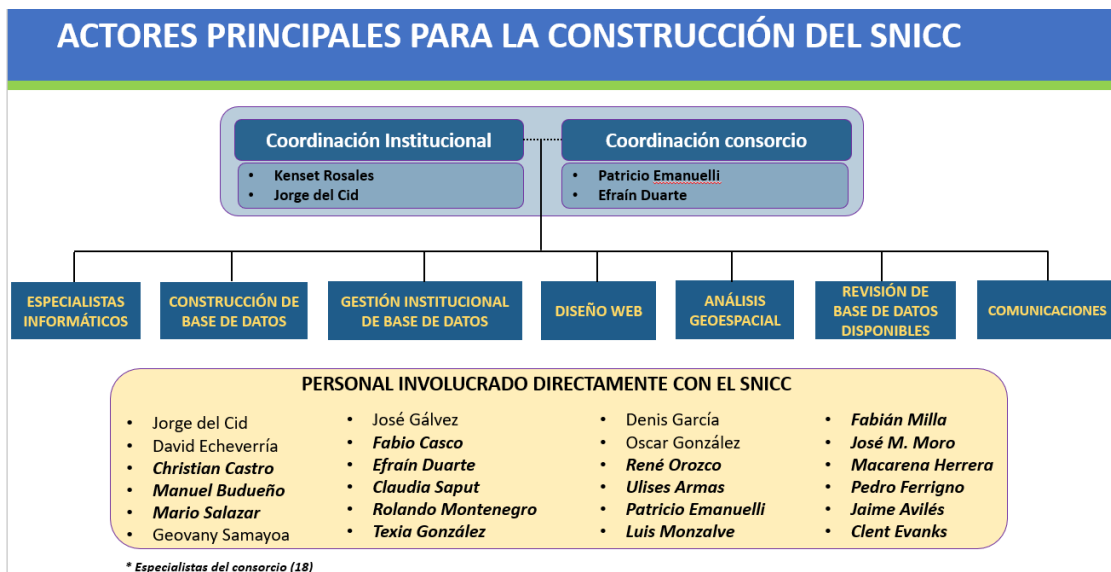 ACTORES PRINCIPALES PARA LA CONSTRUCCIÓN DEL SNICC
Coordinación Institucional
• Kenset Rosales
• Jorge del Cid
Coordinación consorcio
• Patricio Emanuelli
• Efraín Duarte
ESPECIALISTAS
INFORMÁTICOS
CONSTRUCCIÓN DE
BASE DE DATOS
GESTIÓN INSTITUCIONAL
DE BASE DE DATOS
DISEÑO WEB
ANÁLISIS
GEOESPACIAL
REVISIÓN DE
BASE DE DATOS
DISPONIBLES
COMUNICACIONES
PERSONAL INVOLUCRADO DIRECTAMENTE CON EL SNICC
• Jorge del Cid
• David Echeverría
• Christian Castro
• Manuel Budueño
• Mario Salazar
• Geovany Samayoa
• José Gálvez
• Fabio Casco
• Efraín Duarte
• Claudia Saput
• Rolando Montenegro
• Texia González
• Denis García
• Oscar González
• René Orozco
• Ulises Armas
• Patricio Emanuelli
• Luis Monzalve
• Fabián Milla
• José M. Moro
• Macarena Herrera
• Pedro Ferrigno
• Jaime Avilés
• Clent Evanks
* Especialistas del consorcio (18)